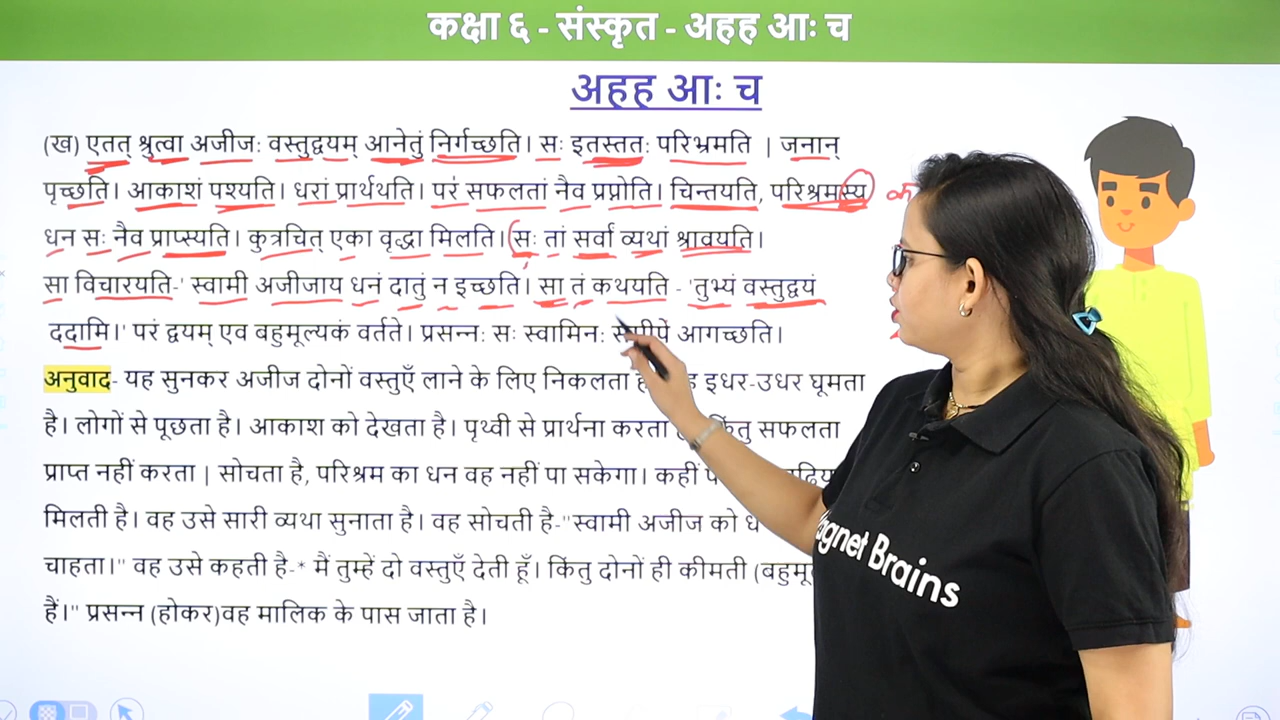 कक्षा ६ - संस्कृत - अहह आः च
अहह आः च
(ख) एतत् श्रुत्वा अजीज: वस्तुद्वयम् आनेतुं निर्गच्छति। सः इतस्तत: परिभ्रमति | जनान्
पृच्छति। आकाशं पश्यति। धरां प्रार्थयति। परं सफलतां नैव प्रप्नोति। चिन्तयति, परिश्रमस्य
धन सः नैव प्राप्स्यति। कुत्रचित् एका वृद्धा मिलति। सः तां सर्वां व्यथां श्रावयति।
सा विचारयति-' स्वामी अजीजाय धनं दातुं न इच्छति। सा तं कथयति - 'तुभ्यं वस्तुद्वयं
ददामि।' परं द्वयम् एव बहुमूल्यकं वर्तते। प्रसन्न: सः स्वामिन: आगच्छति।
अनुवाद- यह सुनकर अजीज दोनों वस्तुएँ लाने के लिए निकलता इधर-उधर घूमता
है। लोगों से पूछता है। आकाश को देखता है। पृथ्वी से प्रार्थना करता किंतु सफलता
प्राप्त नहीं करता | सोचता है, परिश्रम का धन वह नहीं पा सकेगा। कहीं
मिलती है। वह उसे सारी व्यथा सुनाता है। वह सोचती है-"स्वामी अजीज को
चाहता।" वह उसे कहती है-* मैं तुम्हें दो वस्तुएँ देती हूँ। किंतु दोनों ही कीमती
हैं।" प्रसन्न (होकर)वह मालिक के पास जाता है।
Magnet Brains